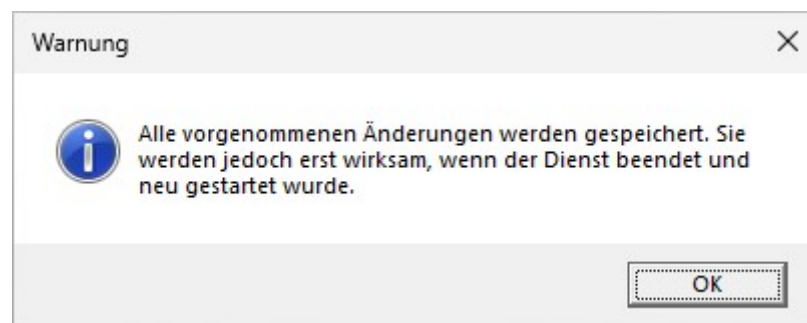 Warnung
Alle vorgenommenen Änderungen werden gespeichert. Sie
werden jedoch erst wirksam, wenn der Dienst beendet und
neu gestartet wurde.
OK